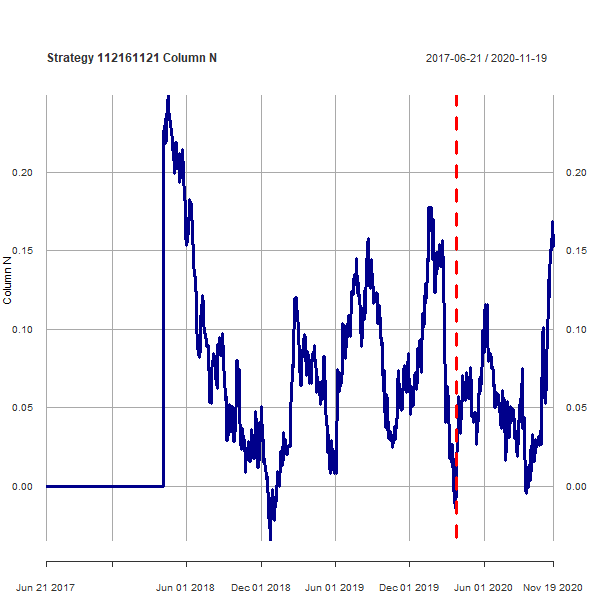 Strategy 112161121 Column N
2017-06-21 / 2020-11-19
0.20 0.20
0.15 0.15
Column N
0.10 0.10
0.05 0.05
0.00 0.00
Jun 21 2017 Jun 01 2018 Dec 01 2018 Jun 01 2019 Dec 01 2019 Jun 01 2020 Nov 19 2020